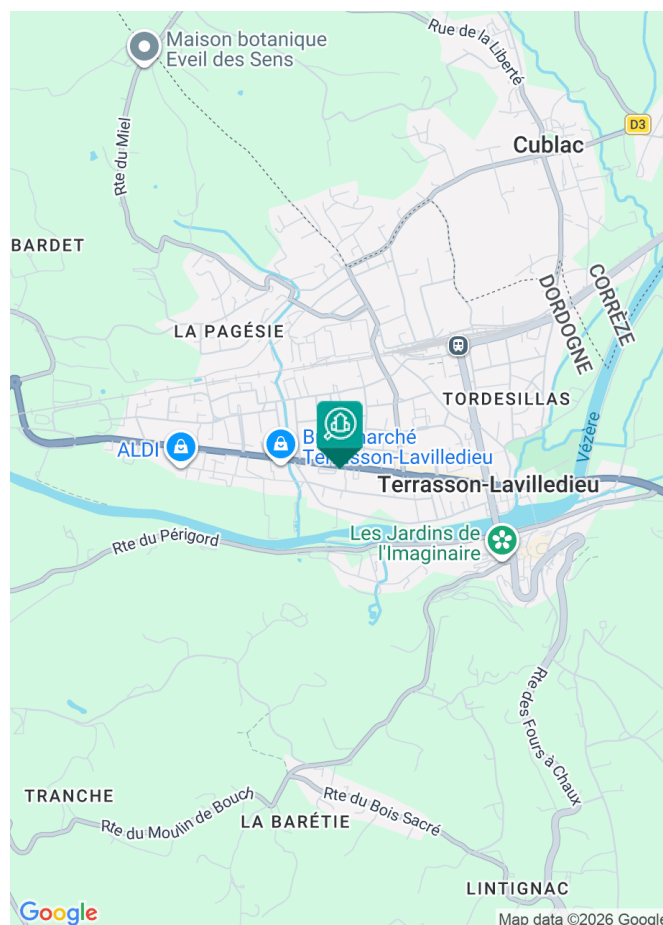 Maison botanique
Eveil des Sens
Rue de la Liberté
D3
Cublac
Rte du Miel
BARDET
CORRÈZE
DORDOGNE
LA PAGÉSIE
TORDESILLAS
Vézère
ALDI
Terrasson-Lavilledieu
Terrasson-Lavilledieu
Les Jardins de
l'Imaginaire
Rte du Périgord
Rte des Fours à Chaux
TRANCHE
Rte du Moulin de Bouch
Rte du Bois Sacré
LA BARÉTIE
LINTIGNAC
Google
Map data ©2026 Google